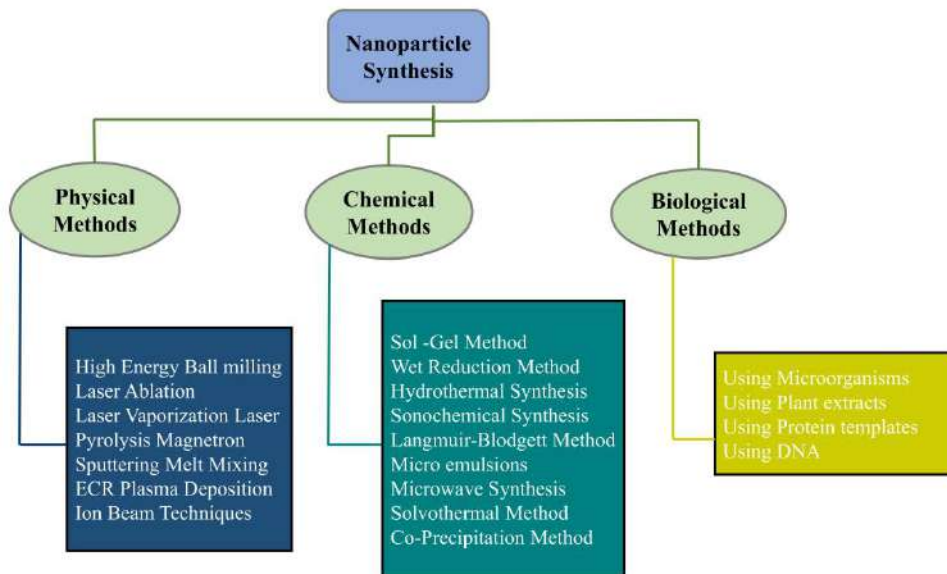 Nanoparticle
Synthesis
Physical
Methods
Chemical
Methods
Biological
Methods
High Energy Ball milling
Laser Ablation
Laser Vaporization Laser
Pyrolysis Magnetron
Sputtering Melt Mixing
ECR Plasma Deposition
Ion Beam Techniques
Sol -Gel Method
Wet Reduction Method
Hydrothermal Synthesis
Sonochemical Synthesis
Langmuir-Blodgett Method
Micro emulsions
Microwave Synthesis
Solvothermal Method
Co-Precipitation Method
Using Microorganisms
Using Plant extracts
Using Protein templates
Using DNA